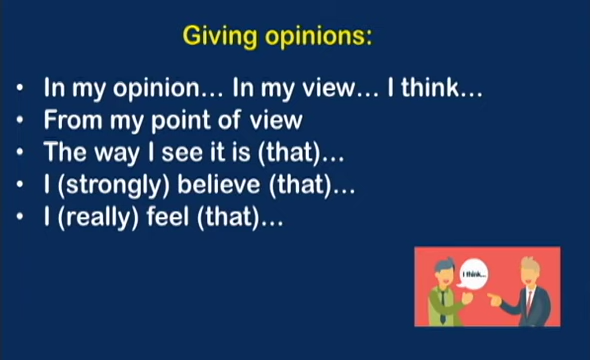 Giving opinions:
• In my opinion… In my view… I think…
• From my point of view
• The way I see it is (that)…
• I (strongly) believe (that)…
• I (really) feel (that)…
I think...